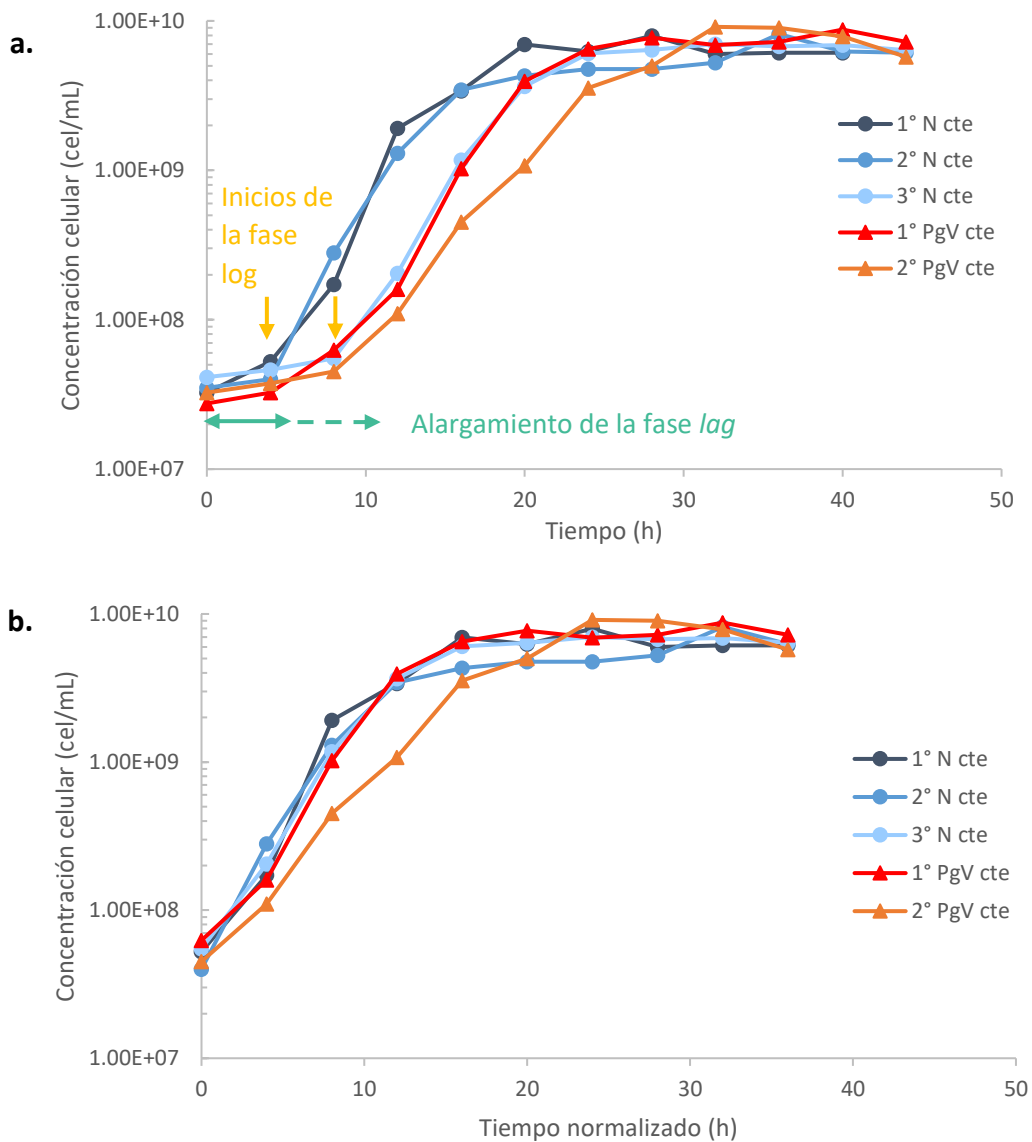 a.
Concentración celular (cel/mL)
1.00E+10
1.00E+09
1.00E+08
1.00E+07
Inicios de
la fase
log
Alargamiento de la fase lag
1° N cte
2° N cte
3° N cte
1° PgV cte
2° PgV cte
0 10 20 30 40 50
Tiempo (h)
b.
Concentración celular (cel/mL)
1.00E+10
1.00E+09
1.00E+08
1.00E+07
1° N cte
2° N cte
3° N cte
1° PgV cte
2° PgV cte
0 10 20 30 40 50
Tiempo normalizado (h)